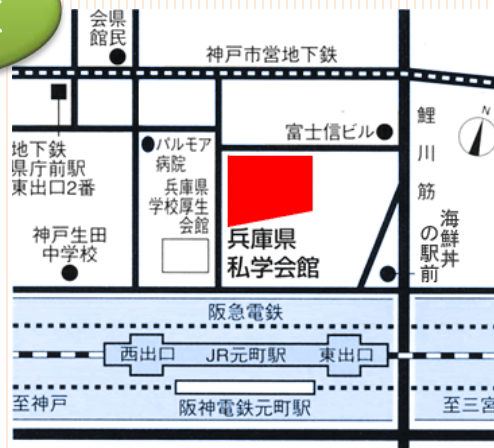 会県
館民
神戸市営地下鉄
N
地下鉄
県庁前駅
東出口2番
パルモア
病院
富士信ビル
鯉川筋
兵庫県
学校厚生
会館
神戸生田
中学校
兵庫県
私学会館
海鮮丼
の駅前
阪急電鉄
西出口
JR元町駅
東出口
至神戸
阪神電鉄元町駅
至三宮